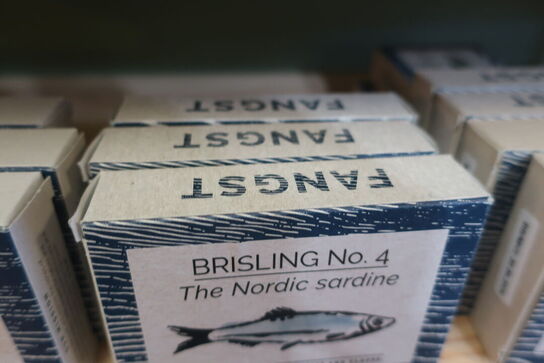 FANGST
FANGST
FANGST
BRISLING No. 4
The Nordic sardine